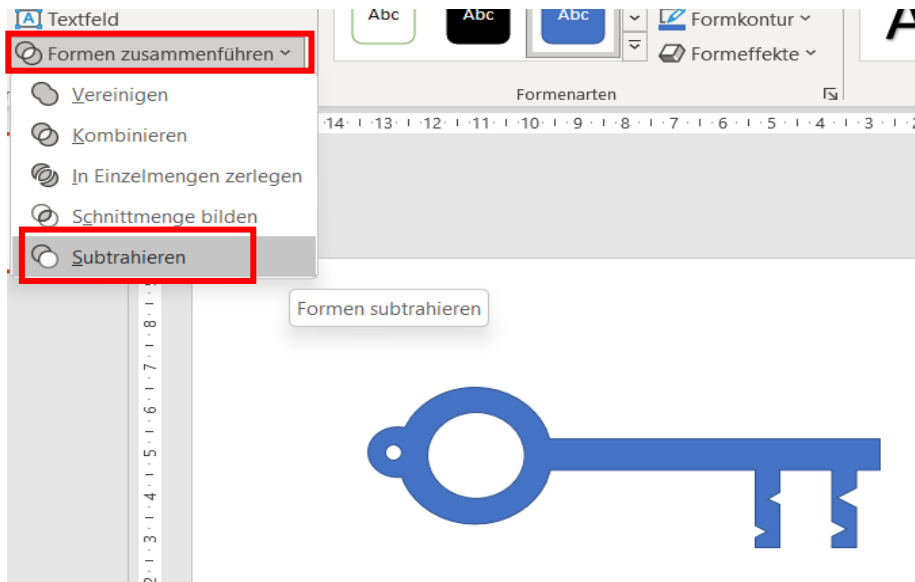 Textfeld
Abc Abc Abc
Formkontur
Formen zusammenführen
Formeffekte
Vereinigen
Formenarten
Kombinieren
14 13 12 11 10 9 8 7 6 5 4 3 2
In Einzelmengen zerlegen
Schnittmenge bilden
Subtrahieren
Formen subtrahieren
8
7
6
5
4
3